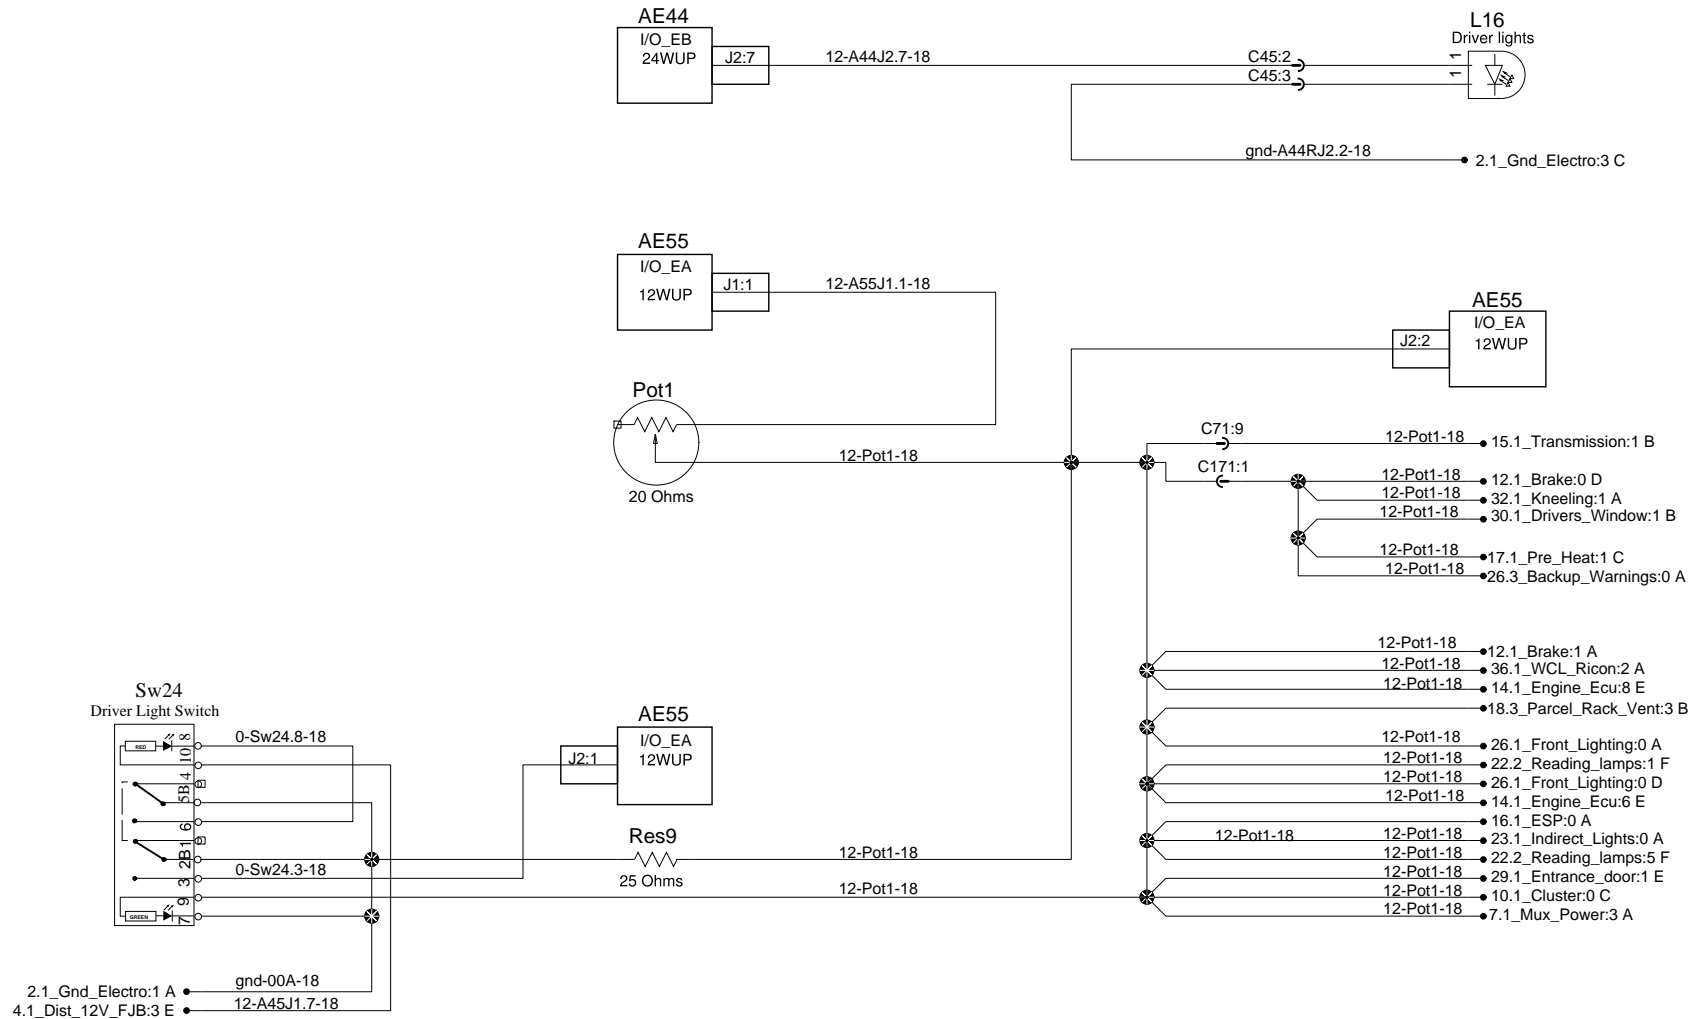 AE44
I/O_EB
24WUP
J2:7
12-A44J2.7-18
C45:2
C45:3
1
1
L16
Driver lights
gnd-A44RJ2.2-18
2.1_Gnd_Electro:3 C
AE55
I/O_EA
12WUP
J1:1
12-A55J1.1-18
AE55
I/O_EA
12WUP
J2:2
Pot1
20 Ohms
12-Pot1-18
C71:9
12-Pot1-18
15.1_Transmission:1 B
C171:1
12-Pot1-18
12.1_Brake:0 D
12-Pot1-18
32.1_Kneeling:1 A
12-Pot1-18
30.1_Drivers_Window:1 B
12-Pot1-18
17.1_Pre_Heat:1 C
12-Pot1-18
26.3_Backup_Warnings:0 A
12-Pot1-18
12.1_Brake:1 A
12-Pot1-18
36.1_WCL_Ricon:2 A
12-Pot1-18
14.1_Engine_Ecu:8 E
12-Pot1-18
18.3_Parcel_Rack_Vent:3 B
12-Pot1-18
26.1_Front_Lighting:0 A
12-Pot1-18
22.2_Reading_lamps:1 F
12-Pot1-18
26.1_Front_Lighting:0 D
12-Pot1-18
14.1_Engine_Ecu:6 E
12-Pot1-18
16.1_ESP:0 A
12-Pot1-18
12-Pot1-18
23.1_Indirect_Lights:0 A
12-Pot1-18
22.2_Reading_lamps:5 F
12-Pot1-18
29.1_Entrance_door:1 E
12-Pot1-18
10.1_Cluster:0 C
12-Pot1-18
7.1_Mux_Power:3 A
Sw24
Driver Light Switch
RED
8
10
4
5B
6
1
2B
3
9
7
GREEN
0-Sw24.8-18
0-Sw24.3-18
AE55
I/O_EA
12WUP
J2:1
Res9
25 Ohms
12-Pot1-18
12-Pot1-18
gnd-00A-18
2.1_Gnd_Electro:1 A
12-A45J1.7-18
4.1_Dist_12V_FJB:3 E